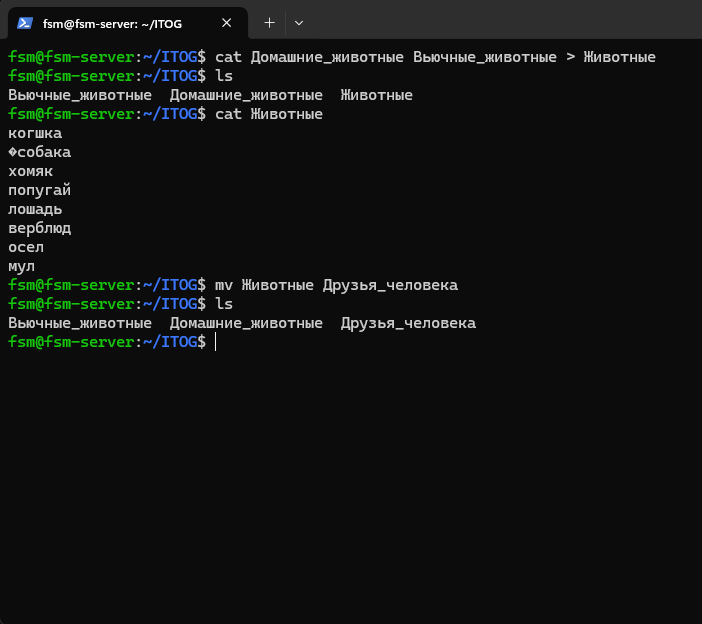 fsm@fsm-server: ~/ITOG
fsm@fsm-server:~/ITOG$ cat Домашние_животные Вьючные_животные > Животные
fsm@fsm-server:~/ITOG$ ls
Вьючные_животные  Домашние_животные  Животные
fsm@fsm-server:~/ITOG$ cat Животные
когшка
�собака
хомяк
попугай
лошадь
верблюд
осел
мул
fsm@fsm-server:~/ITOG$ mv Животные Друзья_человека
fsm@fsm-server:~/ITOG$ ls
Вьючные_животные  Домашние_животные  Друзья_человека
fsm@fsm-server:~/ITOG$